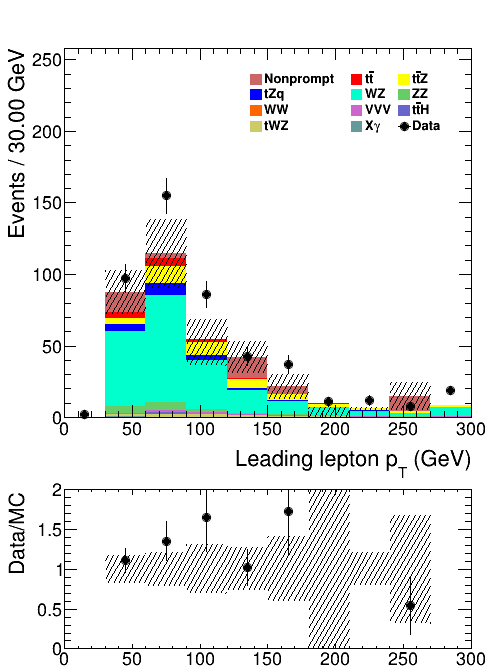 Events / 30.00 GeV
250
200
150
100
50
0
Nonprompt tt̄ tt̄Z
tZq WZ ZZ
WW VVV tt̄H
tWZ Xγ Data
0 50 100 150 200 250 300
Leading lepton p_T (GeV)
Data/MC
2
1.5
1
0.5
0
0 50 100 150 200 250 300